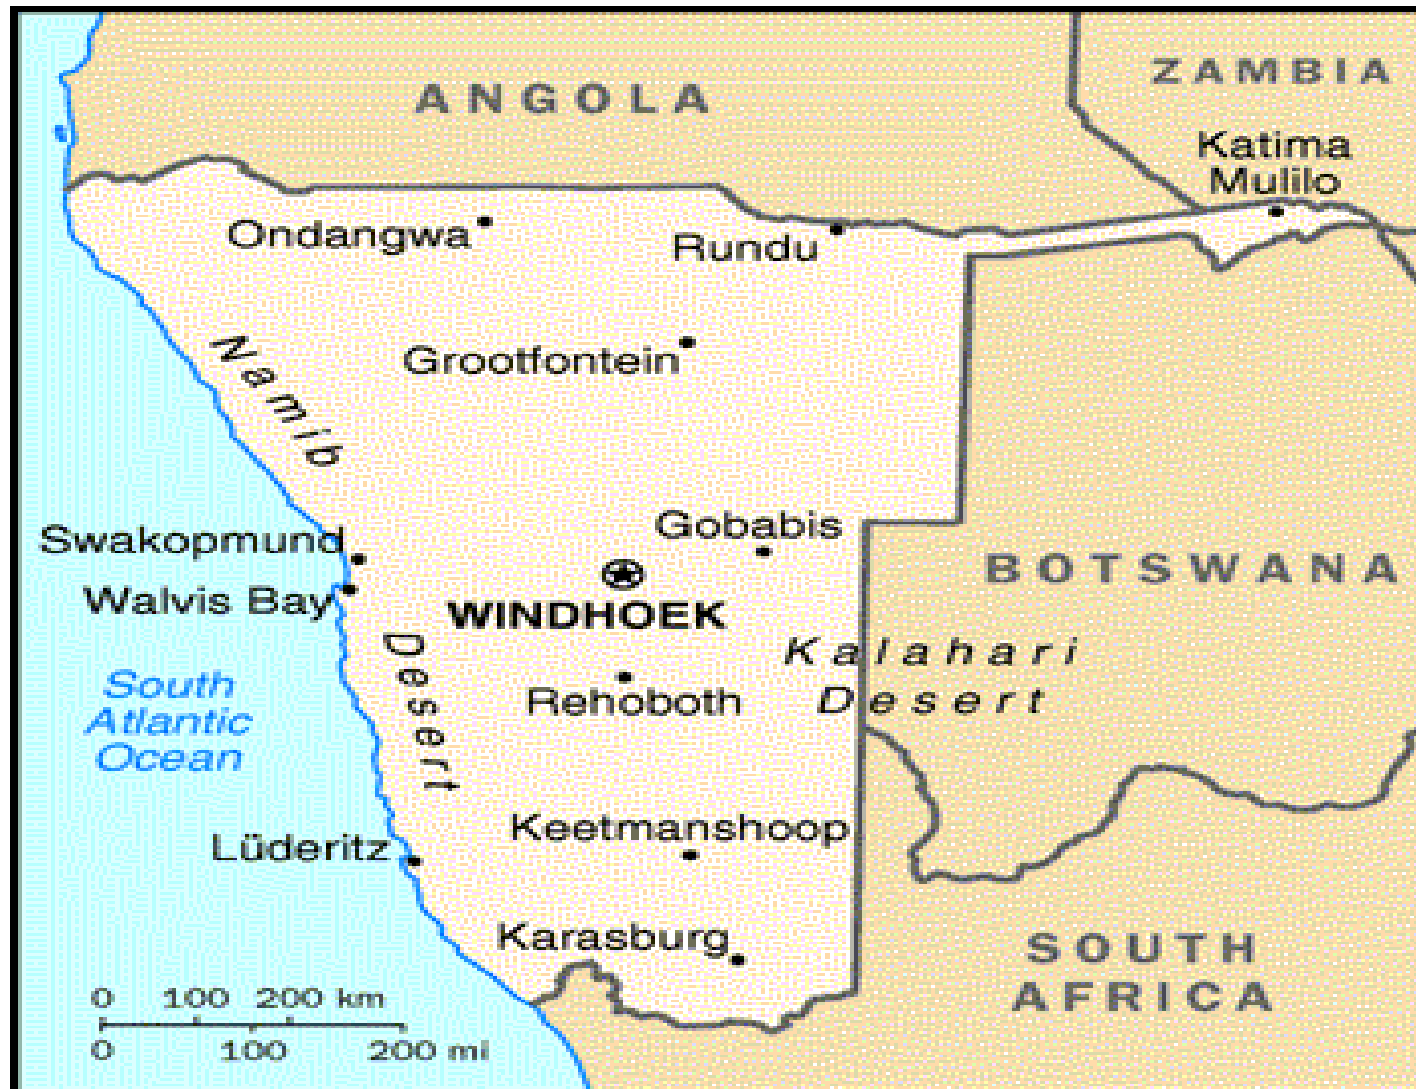 ANGOLA
ZAMBIA
Katima
Mulilo
Ondangwa
Rundu
Grootfontein
Namib
Desert
Swakopmund
Walvis Bay
Gobabis
WINDHOEK
BOTSWANA
Kalahari
Desert
Rehoboth
South
Atlantic
Ocean
Keetmanshoop
Lüderitz
Karasburg
SOUTH
AFRICA
0 100 200 km
0 100 200 mi